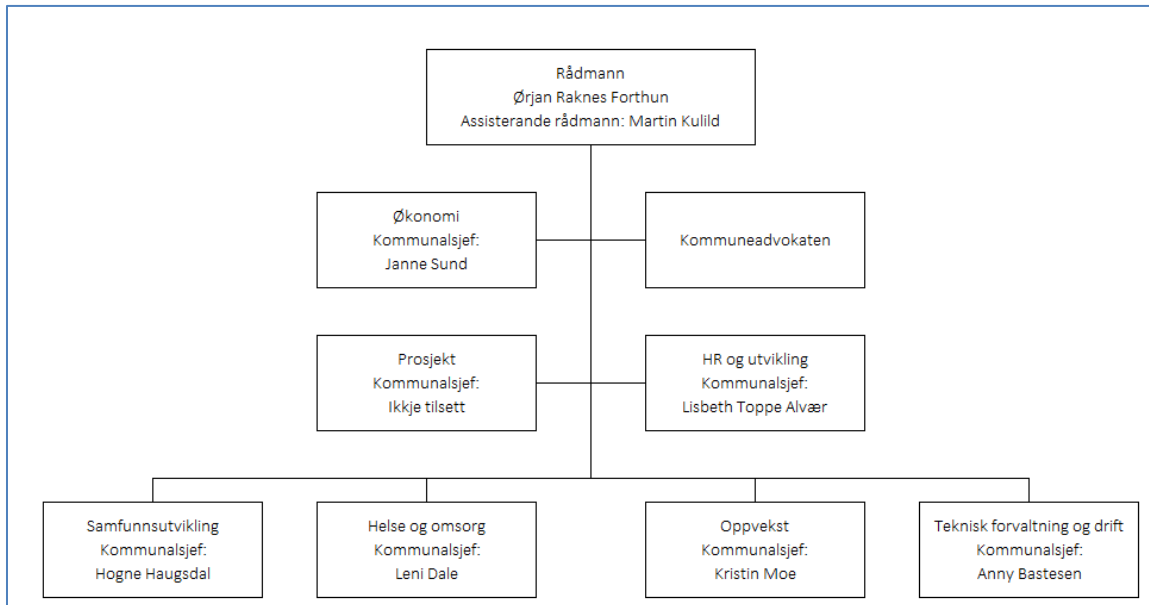 Rådmann
Ørjan Raknes Forthun
Assisterande rådmann: Martin Kulild
Økonomi
Kommunalsjef:
Janne Sund
Kommuneadvokaten
Prosjekt
Kommunalsjef:
Ikkje tilsett
HR og utvikling
Kommunalsjef:
Lisbeth Toppe Alvær
Samfunnsutvikling
Kommunalsjef:
Hogne Haugsdal
Helse og omsorg
Kommunalsjef:
Leni Dale
Oppvekst
Kommunalsjef:
Kristin Moe
Teknisk forvaltning og drift
Kommunalsjef:
Anny Bastesen